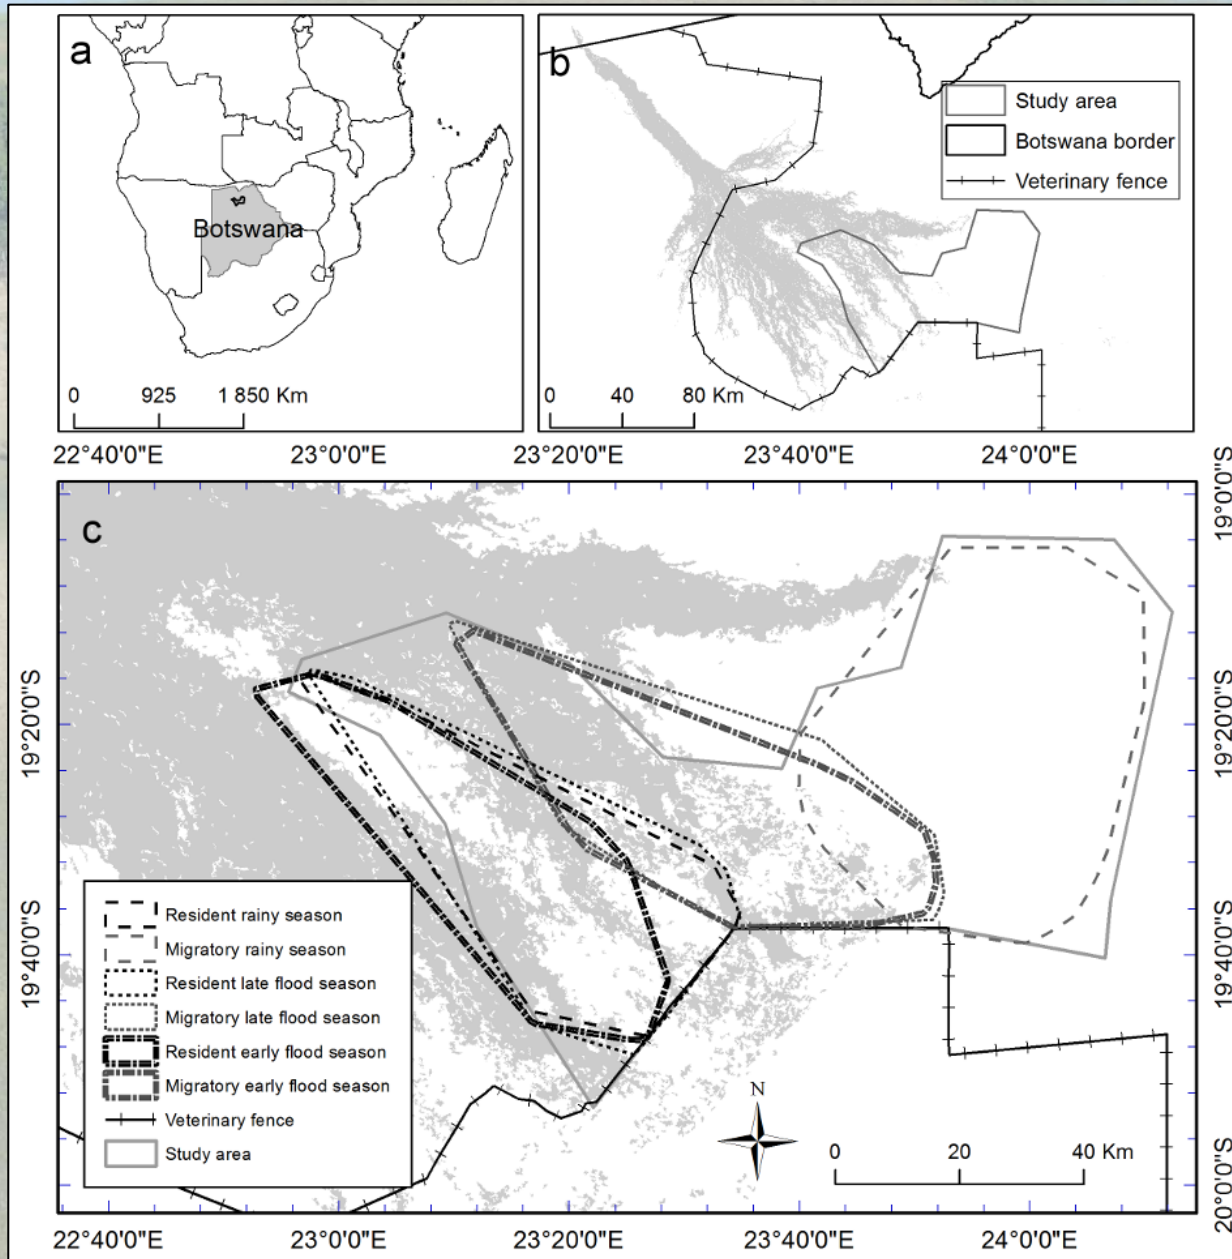 a
Botswana
0 925 1 850 Km
b
Study area
Botswana border
Veterinary fence
0 40 80 Km
22°40'0"E 23°0'0"E 23°20'0"E 23°40'0"E 24°0'0"E
c
19°0'0"S
19°20'0"S 19°20'0"S
19°40'0"S 19°40'0"S
20°0'0"S
Resident rainy season
Migratory rainy season
Resident late flood season
Migratory late flood season
Resident early flood season
Migratory early flood season
Veterinary fence
Study area
N
0 20 40 Km
22°40'0"E 23°0'0"E 23°20'0"E 23°40'0"E 24°0'0"E